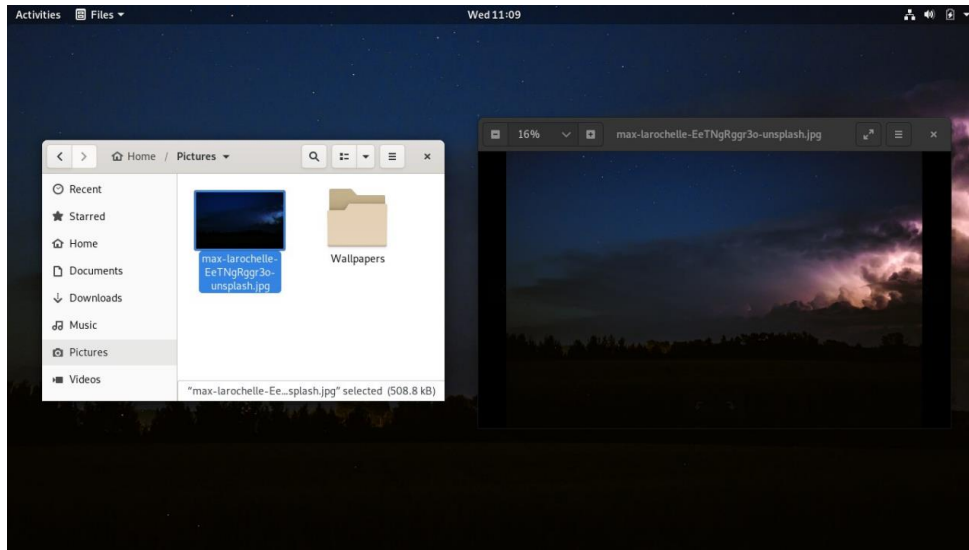 Activities Files Wed 11:09
16% max-larochelle-EeTNgRggr3o-unsplash.jpg
Home / Pictures
Recent
Starred
Home
Documents
Downloads
Music
Pictures
Videos
max-larochelle-
EeTNgRggr3o-
unsplash.jpg
Wallpapers
"max-larochelle-Ee…splash.jpg" selected (508.8 kB)